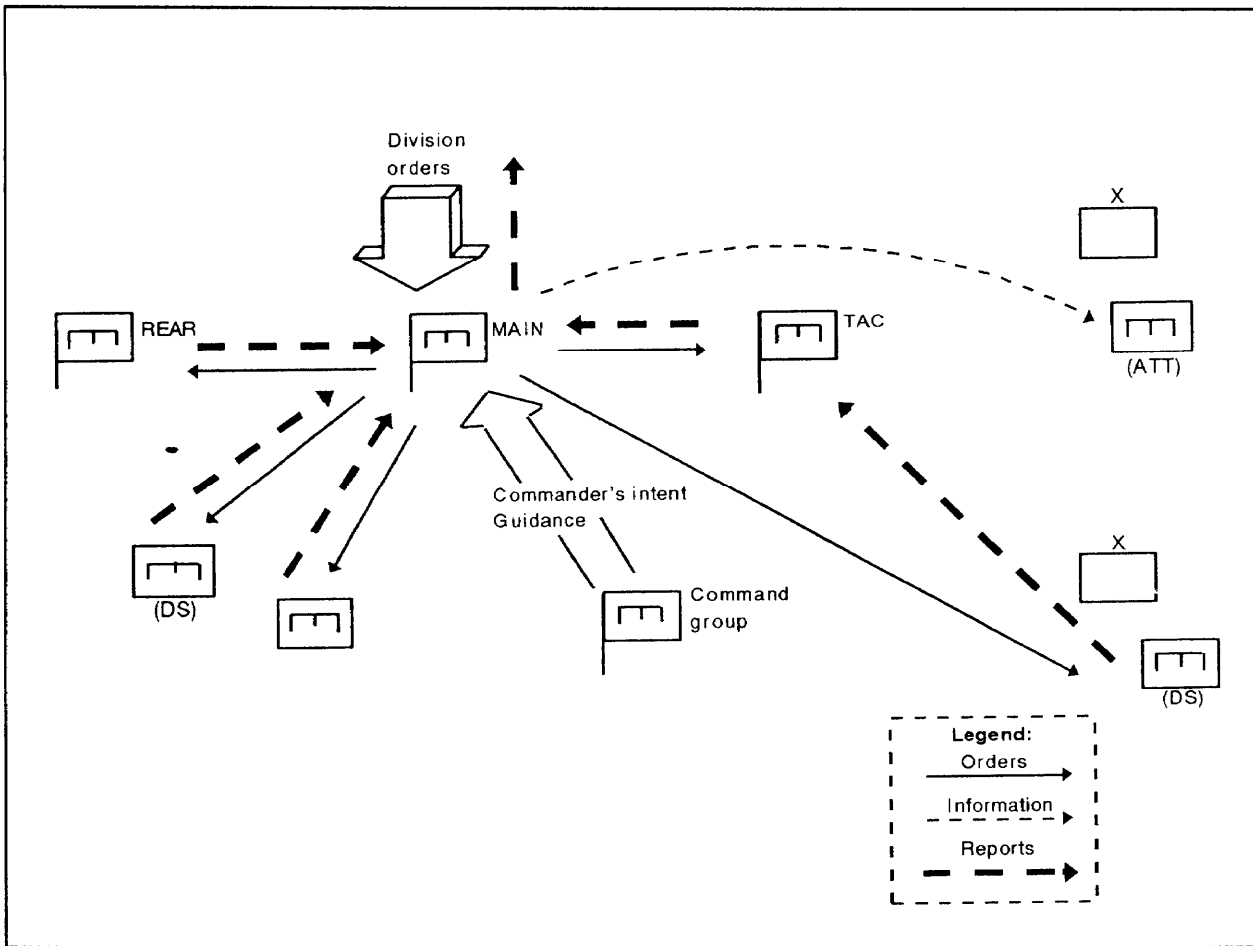 Division
orders
X
REAR
MAIN
TAC
(ATT)
Commander's intent
Guidance
X
(DS)
Command
group
(DS)
Legend:
Orders
Information
Reports